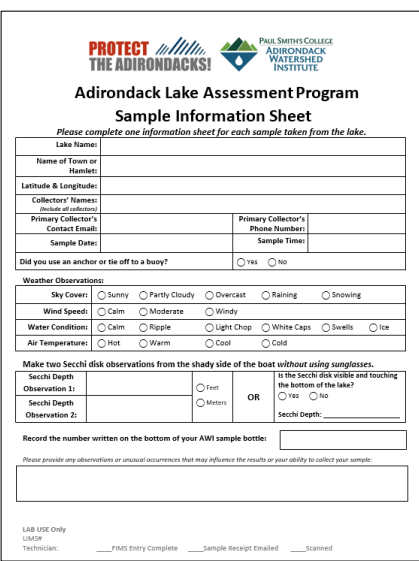 PROTECT
THE ADIRONDACKS!
PAUL SMITH'S COLLEGE
ADIRONDACK
WATERSHED
INSTITUTE
Adirondack Lake Assessment Program
Sample Information Sheet
Please complete one information sheet for each sample taken from the lake.
Lake Name:
Name of Town or
Hamlet:
Latitude & Longitude:
Collectors' Names:
(Include all collectors)
Primary Collector's
Contact Email:
Primary Collector's
Phone Number:
Sample Date:
Sample Time:
Did you use an anchor or tie off to a buoy? Yes No
Weather Observations:
Sky Cover: Sunny Partly Cloudy Overcast Raining Snowing
Wind Speed: Calm Moderate Windy
Water Condition: Calm Ripple Light Chop White Caps Swells Ice
Air Temperature: Hot Warm Cool Cold
Make two Secchi disk observations from the shady side of the boat without using sunglasses.
Secchi Depth
Observation 1:
Secchi Depth
Observation 2:
Feet
Meters
OR
Is the Secchi disk visible and touching
the bottom of the lake?
Yes No
Secchi Depth: ____________
Record the number written on the bottom of your AWI sample bottle:
Please provide any observations or unusual occurrences that may influence the results or your ability to collect your sample:
LAB USE Only
LIMS#
Technician: ____FIMS Entry Complete ____Sample Receipt Emailed ____Scanned